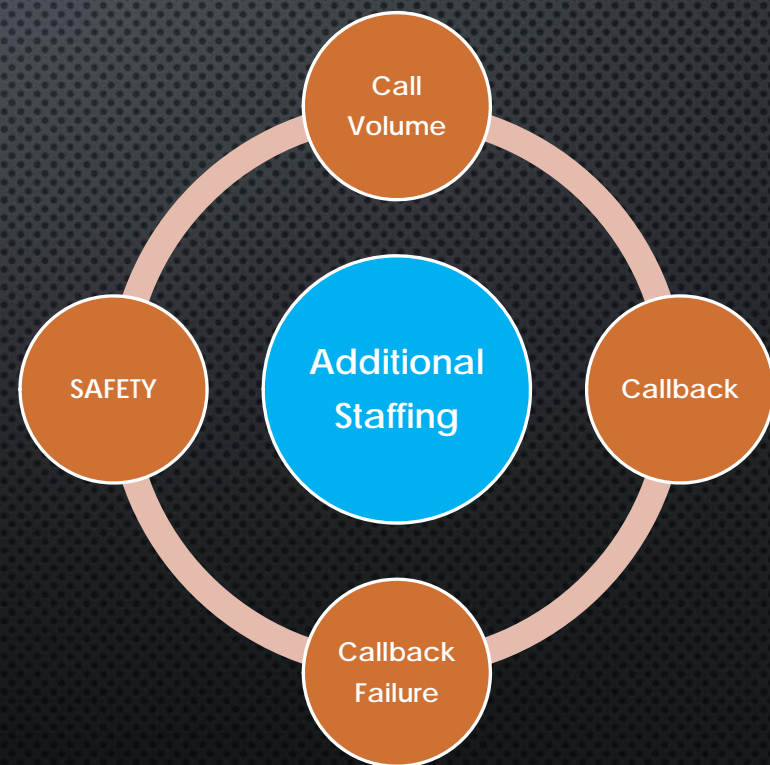 Call
Volume
SAFETY
Additional
Staffing
Callback
Callback
Failure